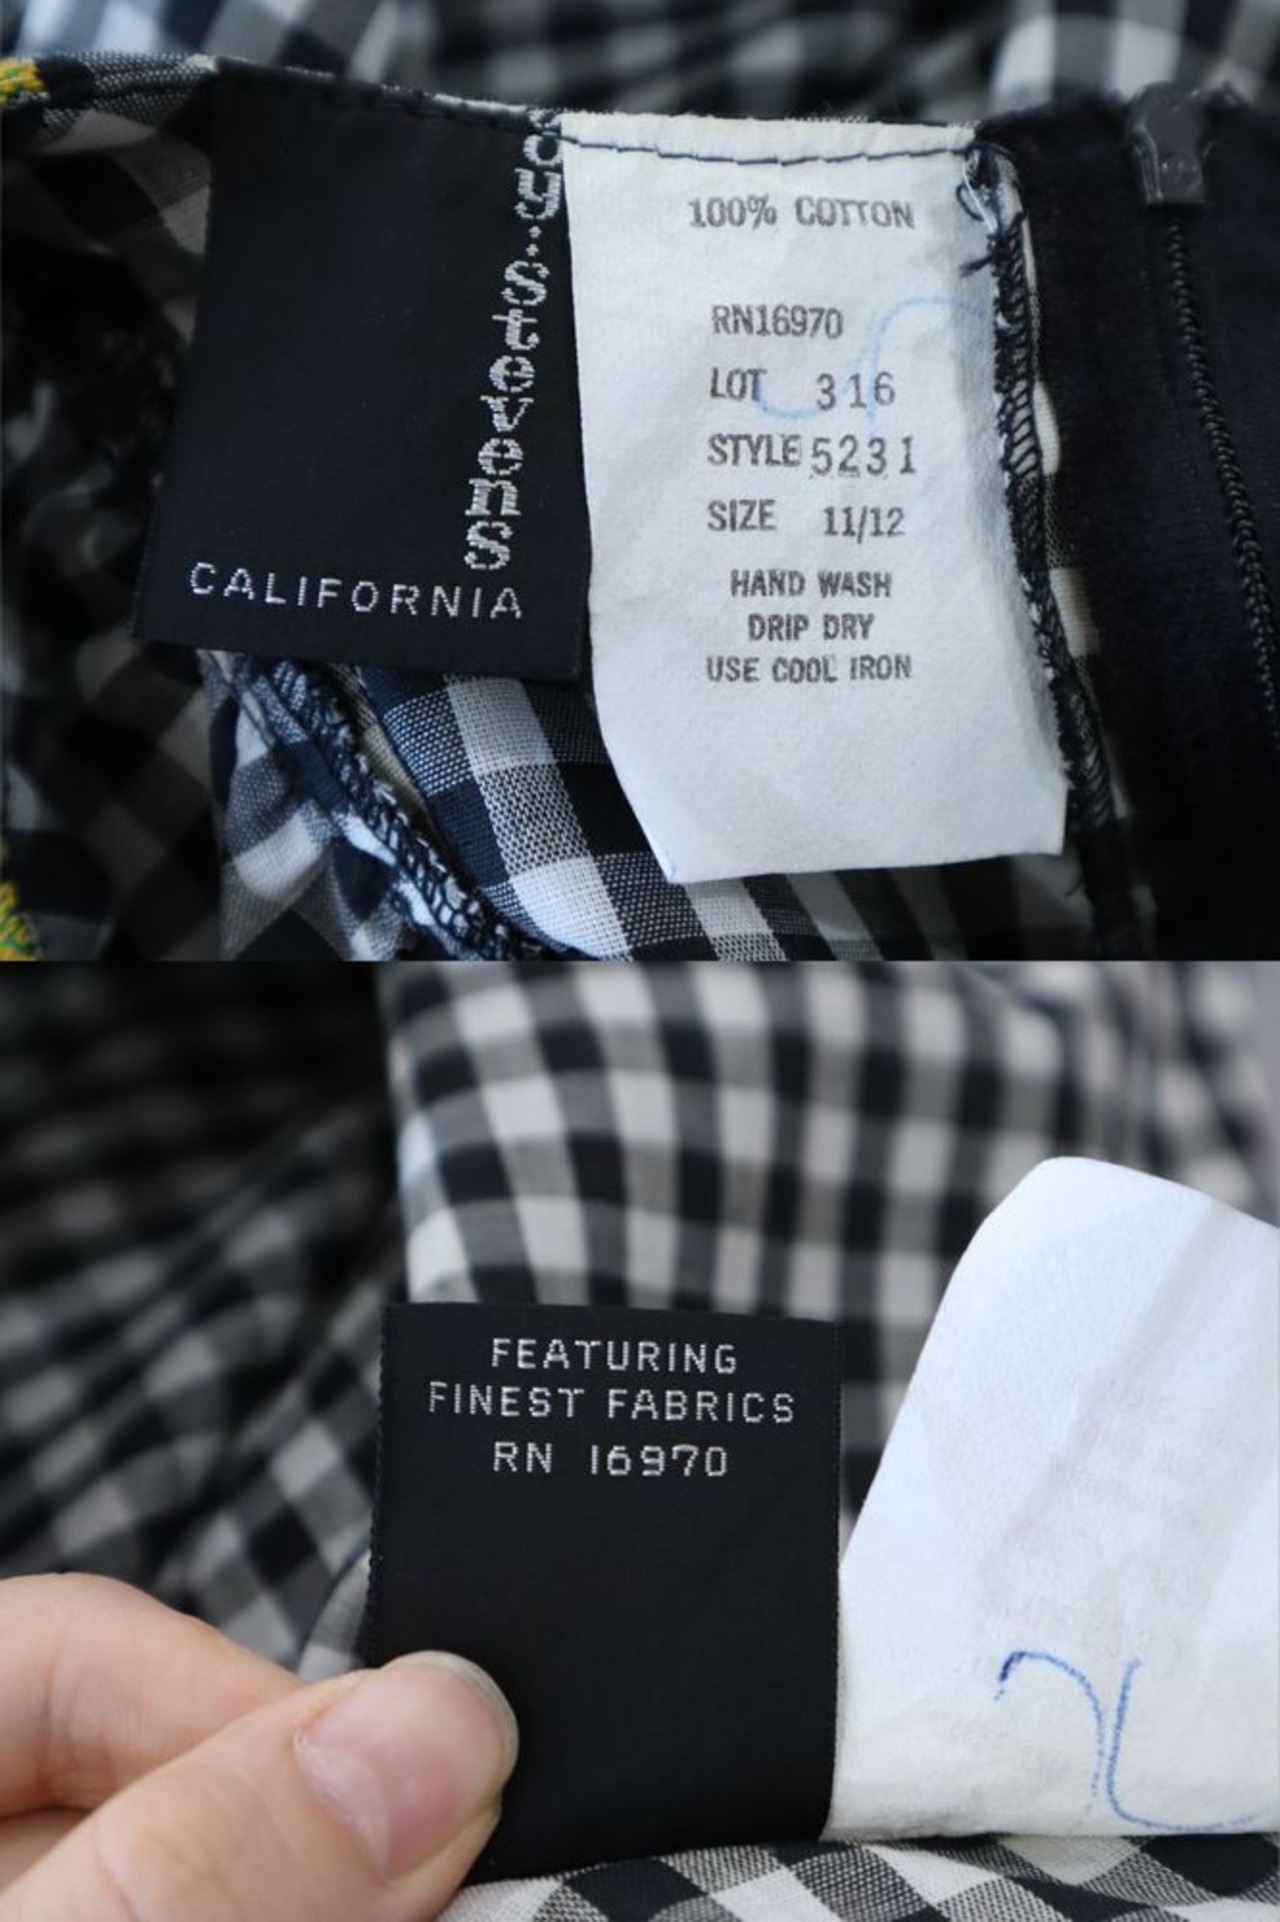 oy·stevens
CALIFORNIA
100% COTTON
RN16970
LOT 316
STYLE 5231
SIZE 11/12
HAND WASH
DRIP DRY
USE COOL IRON
FEATURING
FINEST FABRICS
RN 16970